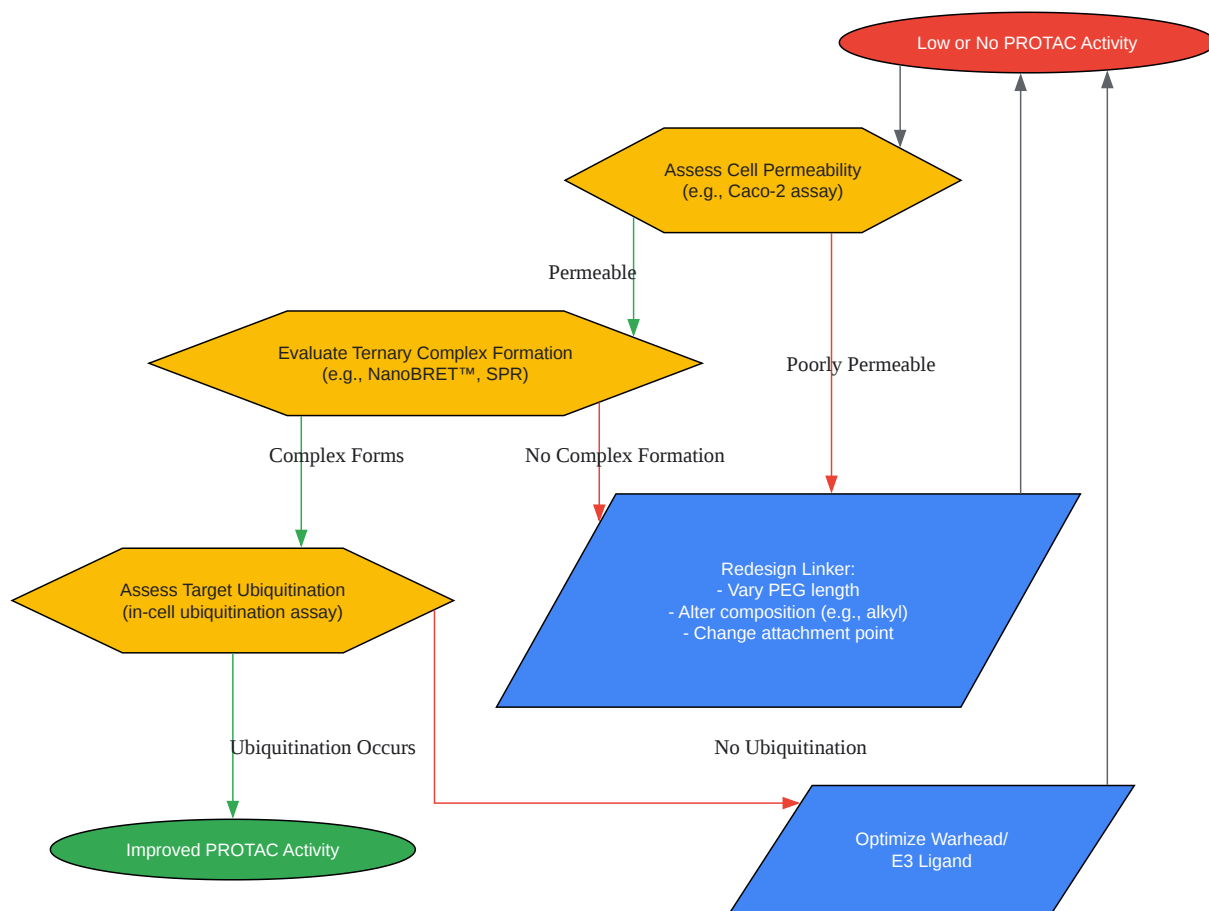 Low or No PROTAC Activity
Assess Cell Permeability
(e.g., Caco-2 assay)
Permeable
Evaluate Ternary Complex Formation
(e.g., NanoBRET™, SPR)
Poorly Permeable
Complex Forms
No Complex Formation
Assess Target Ubiquitination
(in-cell ubiquitination assay)
Redesign Linker:
- Vary PEG length
- Alter composition (e.g., alkyl)
- Change attachment point
Ubiquitination Occurs
No Ubiquitination
Improved PROTAC Activity
Optimize Warhead/
E3 Ligand